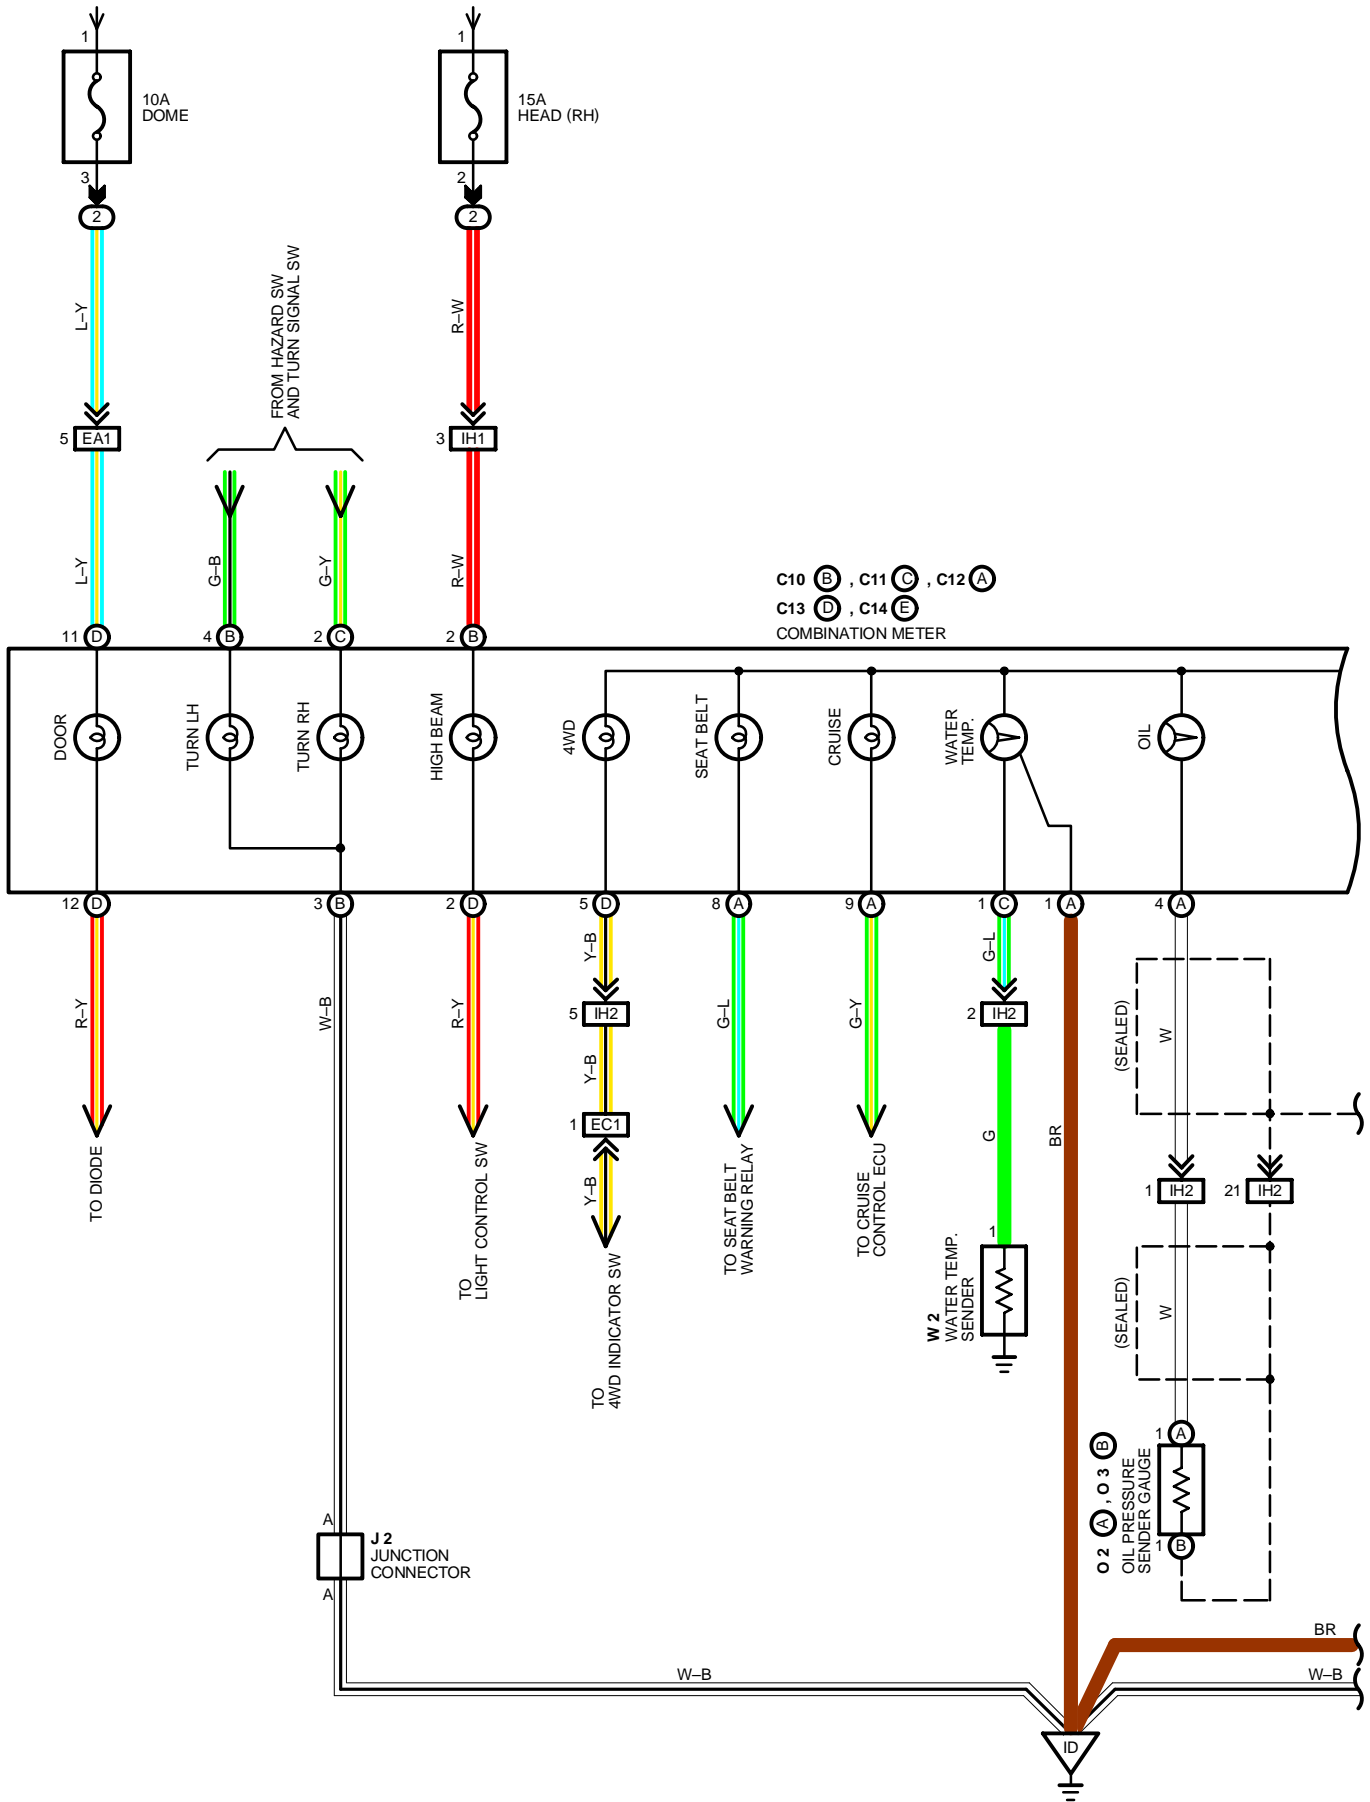 1
10A
DOME
3
2
L–Y
5 EA1
L–Y
11 D
FROM HAZARD SW
AND TURN SIGNAL SW
G–B
4 B
G–Y
2 C
1
15A
HEAD (RH)
2
2
R–W
3 IH1
R–W
2 B
C10 B , C11 C , C12 A
C13 D , C14 E
COMBINATION METER
DOOR
TURN LH
TURN RH
HIGH BEAM
4WD
SEAT BELT
CRUISE
WATER
TEMP.
OIL
12 D
3 B
2 D
5 D
8 A
9 A
1 C
1 A
4 A
R–Y
TO DIODE
W–B
R–Y
TO
LIGHT CONTROL SW
Y–B
5 IH2
Y–B
1 EC1
Y–B
TO
4WD INDICATOR SW
G–L
TO SEAT BELT
WARNING RELAY
G–Y
TO CRUISE
CONTROL ECU
G–L
2 IH2
G
1
W 2
WATER TEMP.
SENDER
BR
(SEALED)
W
1 IH2
21 IH2
(SEALED)
W
1 A
O 2 A , O 3 B
OIL PRESSURE
SENDER GAUGE
1 B
A
J 2
JUNCTION
CONNECTOR
A
W–B
BR
W–B
ID